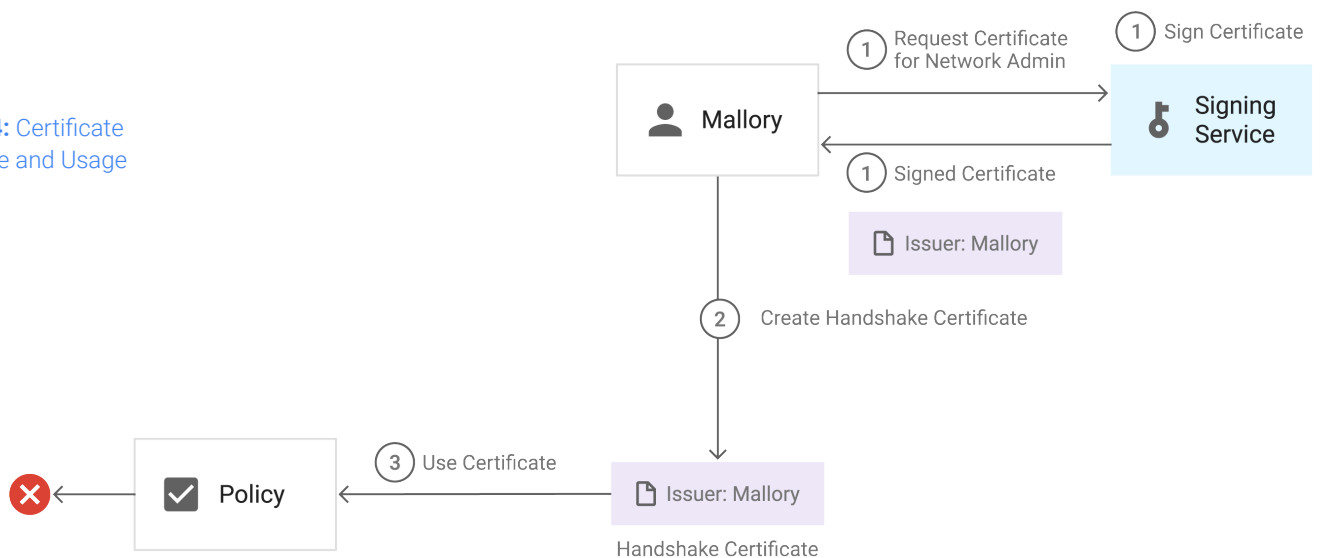 1
Sign Certificate
1
Request Certificate
for Network Admin
4: Certificate
e and Usage
Mallory
Signing
Service
1
Signed Certificate
Issuer: Mallory
2
Create Handshake Certificate
3
Use Certificate
Policy
Issuer: Mallory
Handshake Certificate